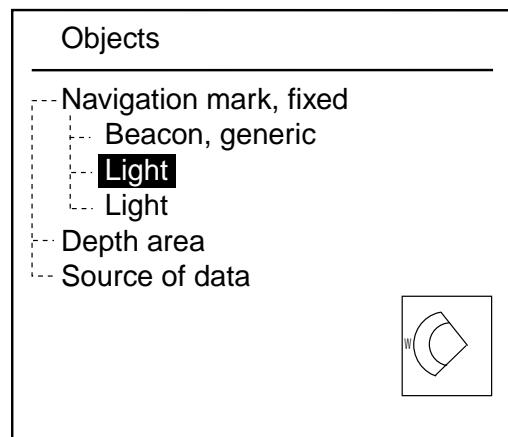 Objects
Navigation mark, fixed
Beacon, generic
Light
Light
Depth area
Source of data
W